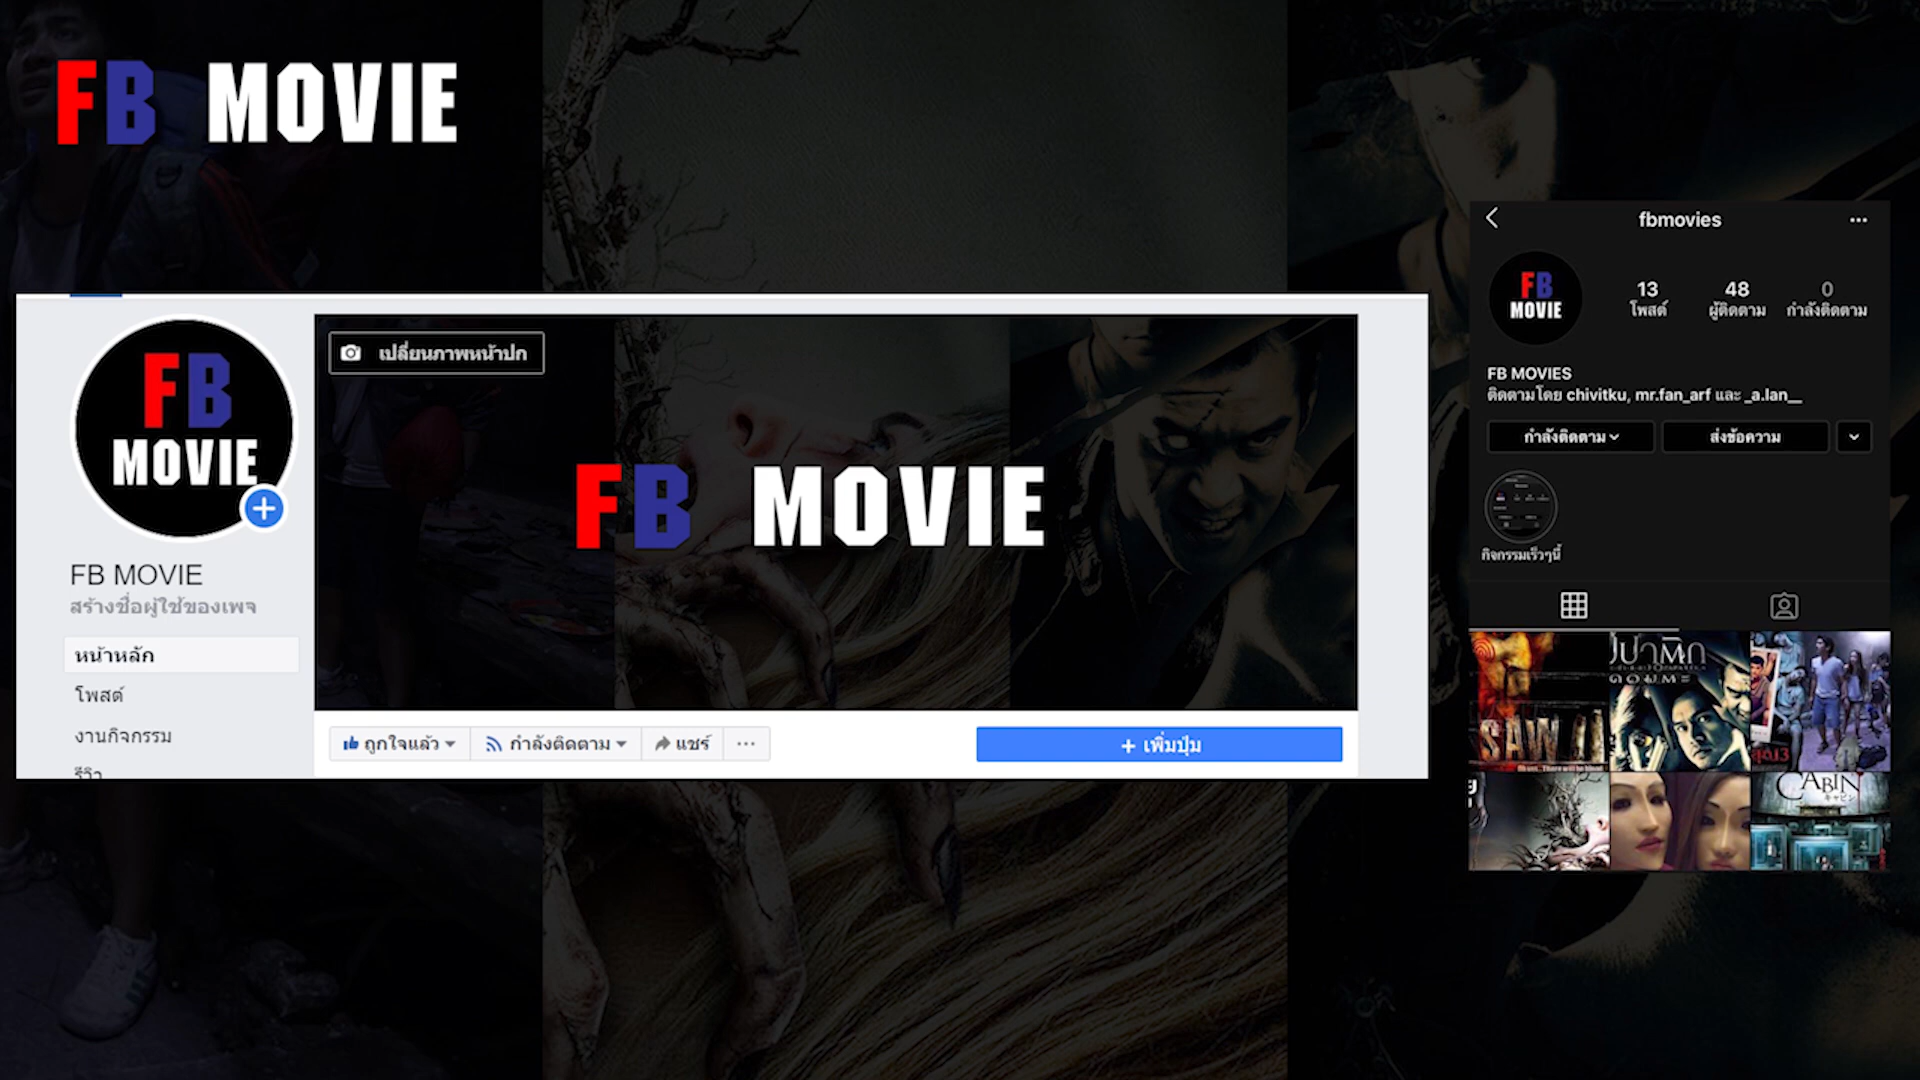 FB MOVIE
FB
MOVIE
FB MOVIE
สร้างชื่อผู้ใช้ของเพจ
หน้าหลัก
โพสต์
งานกิจกรรม
รีวิว
เปลี่ยนภาพหน้าปก
FB MOVIE
ถูกใจแล้ว
กำลังติดตาม
แชร์
+ เพิ่มปุ่ม
fbmovies
FB
MOVIE
13
โพสต์
48
ผู้ติดตาม
0
กำลังติดตาม
FB MOVIES
ติดตามโดย chivitku, mr.fan_arf และ _a.lan__
กำลังติดตาม
ส่งข้อความ
กิจกรรมเร็วๆนี้
SAW II
CABIN
キャビン